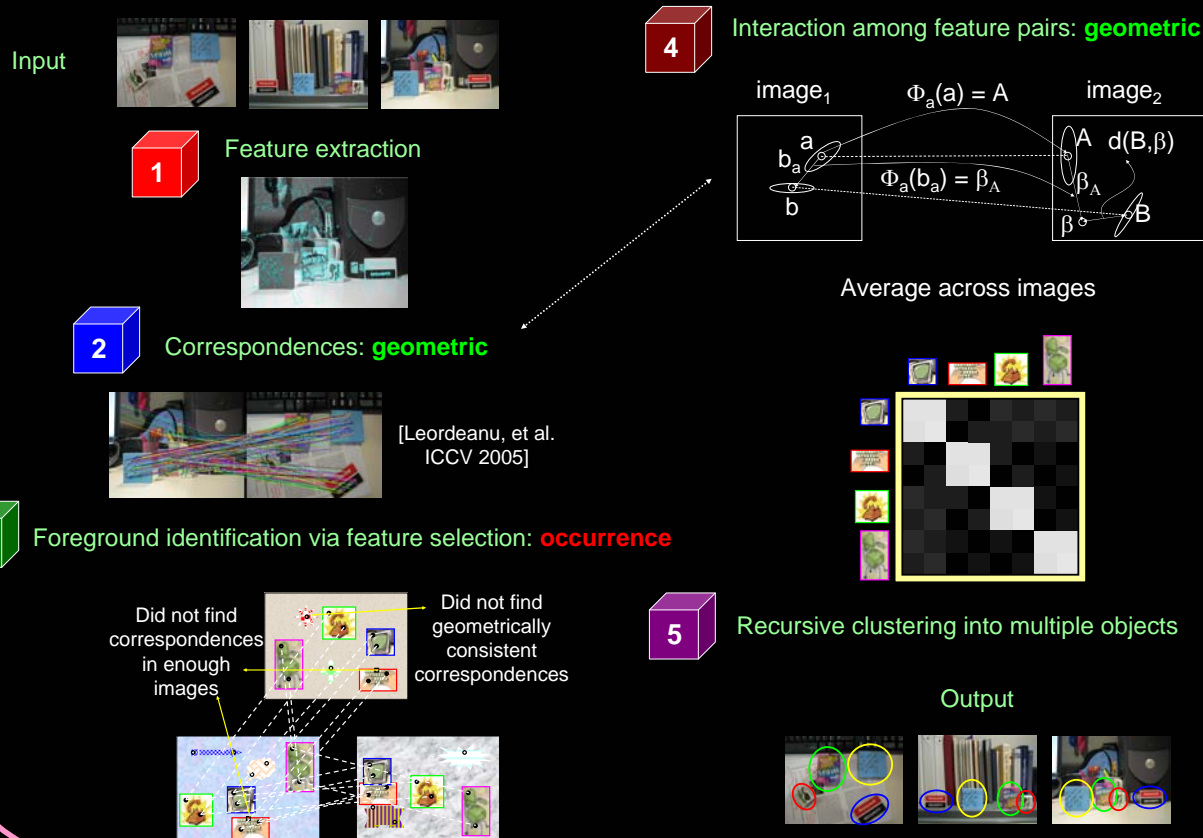 Input
1
Feature extraction
2
Correspondences: geometric
[Leordeanu, et al.
ICCV 2005]
Foreground identification via feature selection: occurrence
Did not find
correspondences
in enough
images
Did not find
geometrically
consistent
correspondences
4
Interaction among feature pairs: geometric
image₁
Φₐ(a) = A
image₂
a
bₐ
b
Φₐ(bₐ) = β_A
A
d(B,β)
β_A
β
B
Average across images
5
Recursive clustering into multiple objects
Output